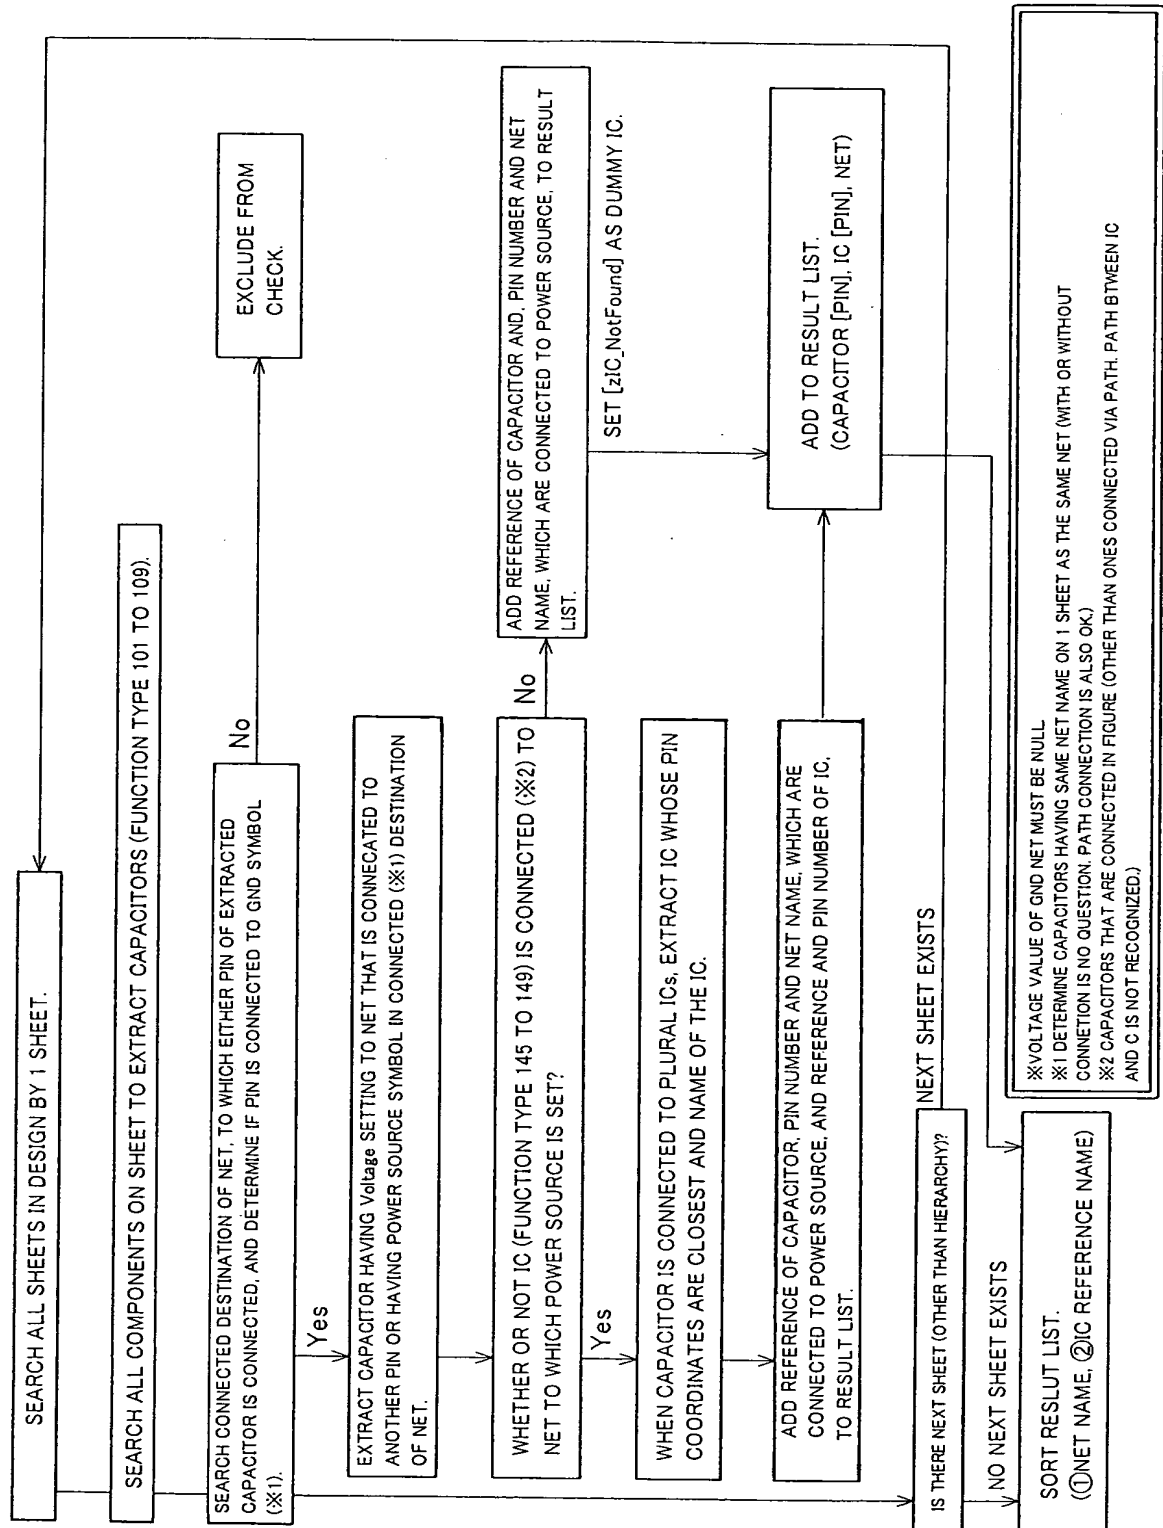 SEARCH ALL SHEETS IN DESIGN BY 1 SHEET.
SEARCH ALL COMPONENTS ON SHEET TO EXTRACT CAPACITORS (FUNCTION TYPE 101 TO 109).
SEARCH CONNECTED DESTINATION OF NET, TO WHICH EITHER PIN OF EXTRACTED
CAPACITOR IS CONNECTED, AND DETERMINE IF PIN IS CONNECTED TO GND SYMBOL
(※1).
No
EXCLUDE FROM
CHECK.
Yes
EXTRACT CAPACITOR HAVING Voltage SETTING TO NET THAT IS CONNECATED TO
ANOTHER PIN OR HAVING POWER SOURCE SYMBOL IN CONNECTED (※1) DESTINATION
OF NET.
WHETHER OR NOT IC (FUNCTION TYPE 145 TO 149) IS CONNECTED (※2) TO
NET TO WHICH POWER SOURCE IS SET?
No
ADD REFERENCE OF CAPACITOR AND, PIN NUMBER AND NET
NAME, WHICH ARE CONNECTED TO POWER SOURCE, TO RESULT
LIST.
SET [zIC_NotFound] AS DUMMY IC.
Yes
WHEN CAPACITOR IS CONNECTED TO PLURAL ICs, EXTRACT IC WHOSE PIN
COORDINATES ARE CLOSEST AND NAME OF THE IC.
ADD REFERENCE OF CAPACITOR, PIN NUMBER AND NET NAME, WHICH ARE
CONNECTED TO POWER SOURCE, AND REFERENCE AND PIN NUMBER OF IC,
TO RESULT LIST.
ADD TO RESULT LIST.
(CAPACITOR [PIN], IC [PIN], NET)
IS THERE NEXT SHEET (OTHER THAN HIERARCHY)?
NEXT SHEET EXISTS
NO NEXT SHEET EXISTS
SORT RESLUT LIST.
(①NET NAME, ②IC REFERENCE NAME)
※VOLTAGE VALUE OF GND NET MUST BE NULL.
※1 DETERMINE CAPACITORS HAVING SAME NET NAME ON 1 SHEET AS THE SAME NET (WITH OR WITHOUT
CONNETION IS NO QUESTION. PATH CONNECTION IS ALSO OK.)
※2 CAPACITORS THAT ARE CONNECTED IN FIGURE (OTHER THAN ONES CONNECTED VIA PATH. PATH BTWEEN IC
AND C IS NOT RECOGNIZED.)